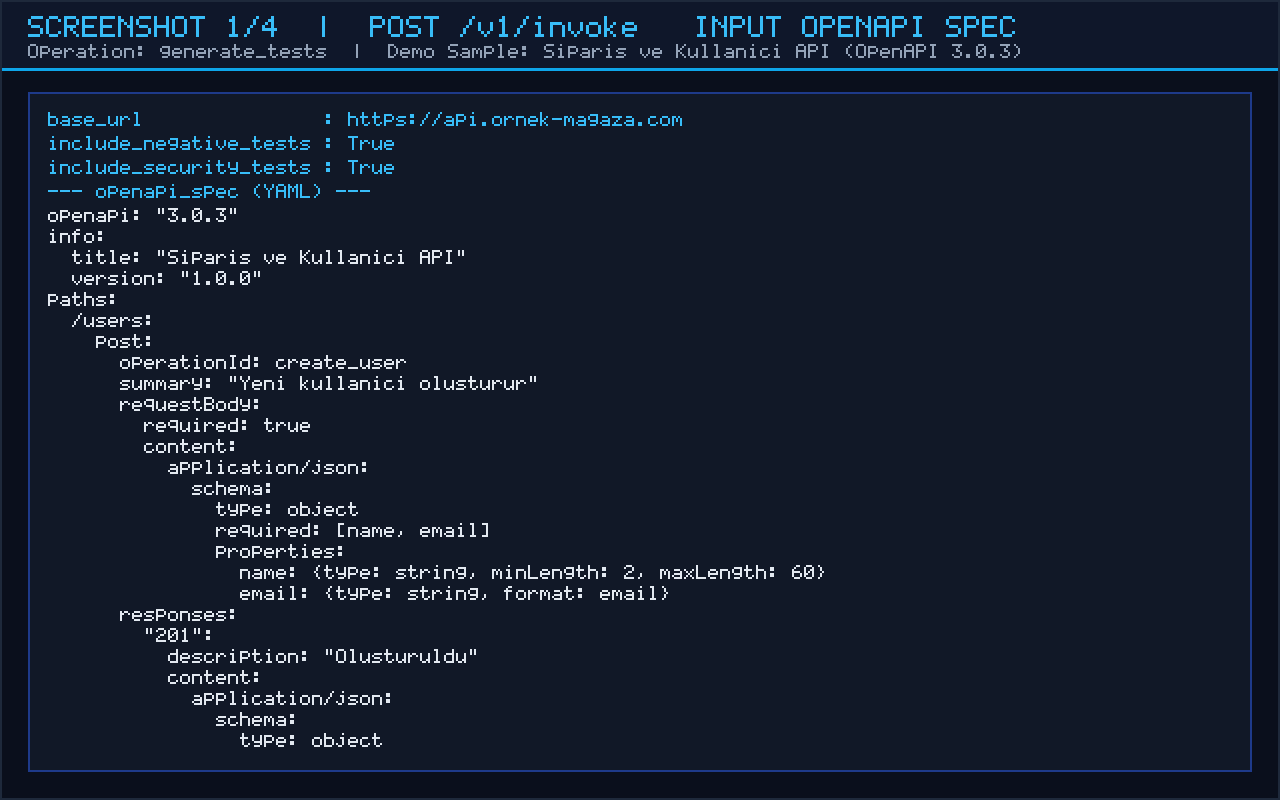 SCREENSHOT 1/4 | POST /v1/invoke INPUT OPENAPI SPEC
Operation: generate_tests | Demo Sample: Siparis ve Kullanici API (OpenAPI 3.0.3)
base_url : https://api.ornek-magaza.com
include_negative_tests : True
include_security_tests : True
--- openapi_spec (YAML) ---
openapi: "3.0.3"
info:
  title: "Siparis ve Kullanici API"
  version: "1.0.0"
paths:
  /users:
    post:
      operationId: create_user
      summary: "Yeni kullanici olusturur"
      requestBody:
        required: true
        content:
          application/json:
            schema:
              type: object
              required: [name, email]
              properties:
                name: {type: string, minLength: 2, maxLength: 60}
                email: {type: string, format: email}
      responses:
        "201":
          description: "Olusturuldu"
          content:
            application/json:
              schema:
                type: object